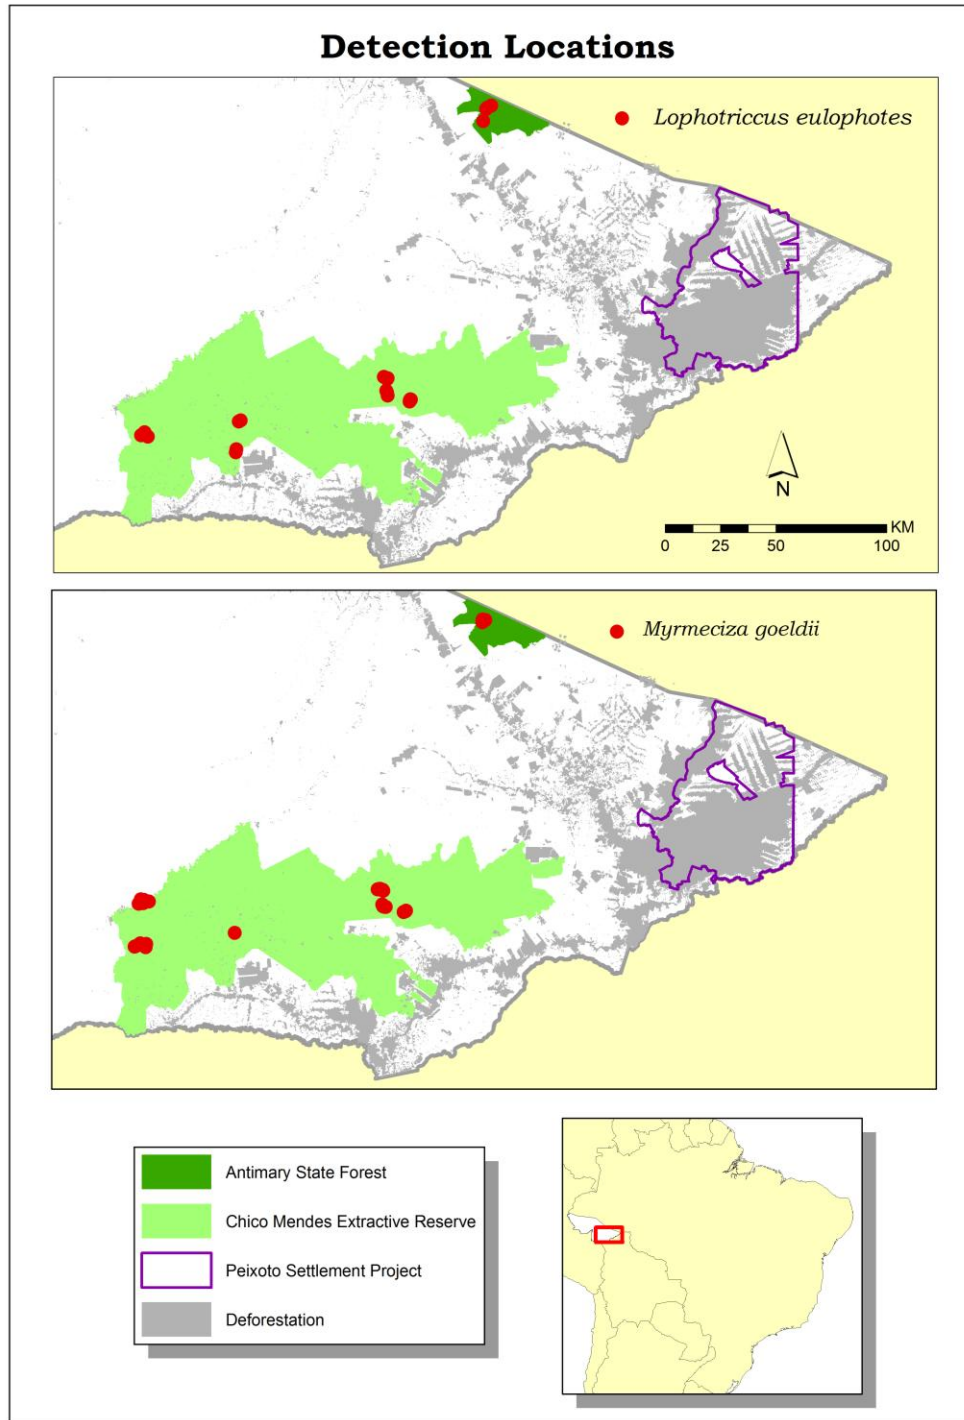 Detection Locations
Lophotriccus eulophotes
N
KM
0 25 50 100
Myrmeciza goeldii
Antimary State Forest
Chico Mendes Extractive Reserve
Peixoto Settlement Project
Deforestation